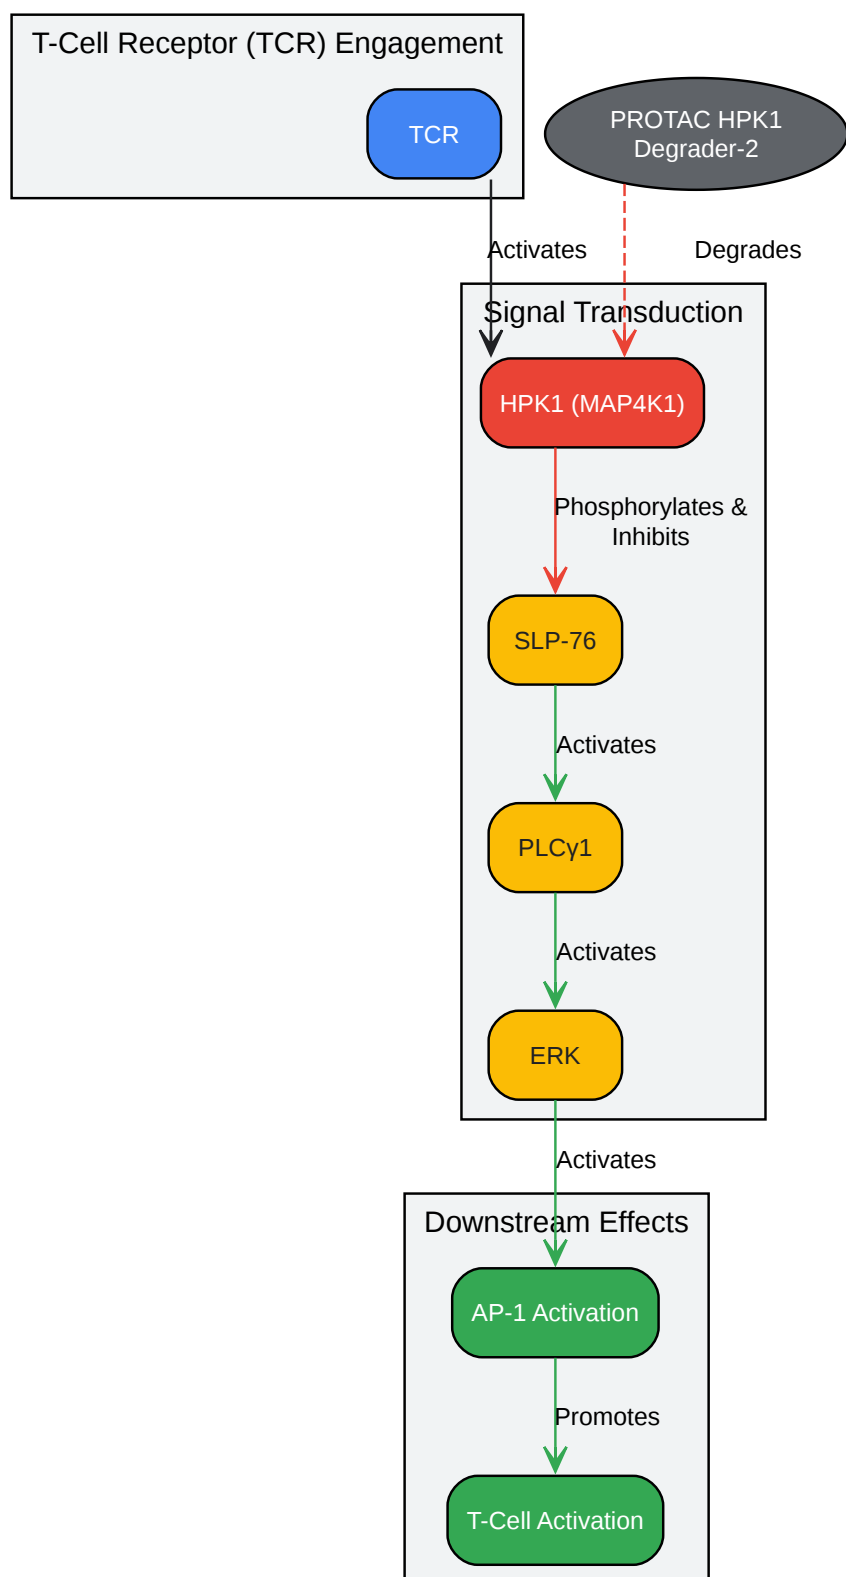 T-Cell Receptor (TCR) Engagement
TCR
PROTAC HPK1
Degrader-2
Activates
Degrades
Signal Transduction
HPK1 (MAP4K1)
Phosphorylates &
Inhibits
SLP-76
Activates
PLCγ1
Activates
ERK
Activates
Downstream Effects
AP-1 Activation
Promotes
T-Cell Activation